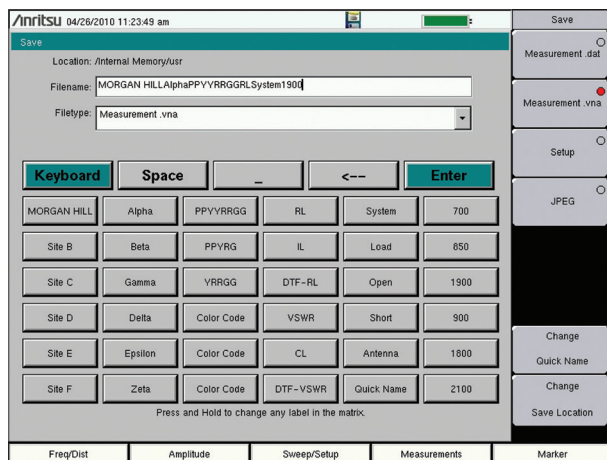 Anritsu 04/26/2010 11:23:49 am
Save
Save
Location: /Internal Memory/usr
Filename: MORGAN HILLAlphaPPYYRRGGRLSystem1900
Filetype: Measurement .vna
Keyboard Space _ <-- Enter
MORGAN HILL Alpha PPYYRRGG RL System 700
Site B Beta PPYRG IL Load 850
Site C Gamma YRRGG DTF-RL Open 1900
Site D Delta Color Code VSWR Short 900
Site E Epsilon Color Code CL Antenna 1800
Site F Zeta Color Code DTF-VSWR Quick Name 2100
Press and Hold to change any label in the matrix.
Measurement .dat
Measurement .vna
Setup
JPEG
Change
Quick Name
Change
Save Location
Freq/Dist Amplitude Sweep/Setup Measurements Marker